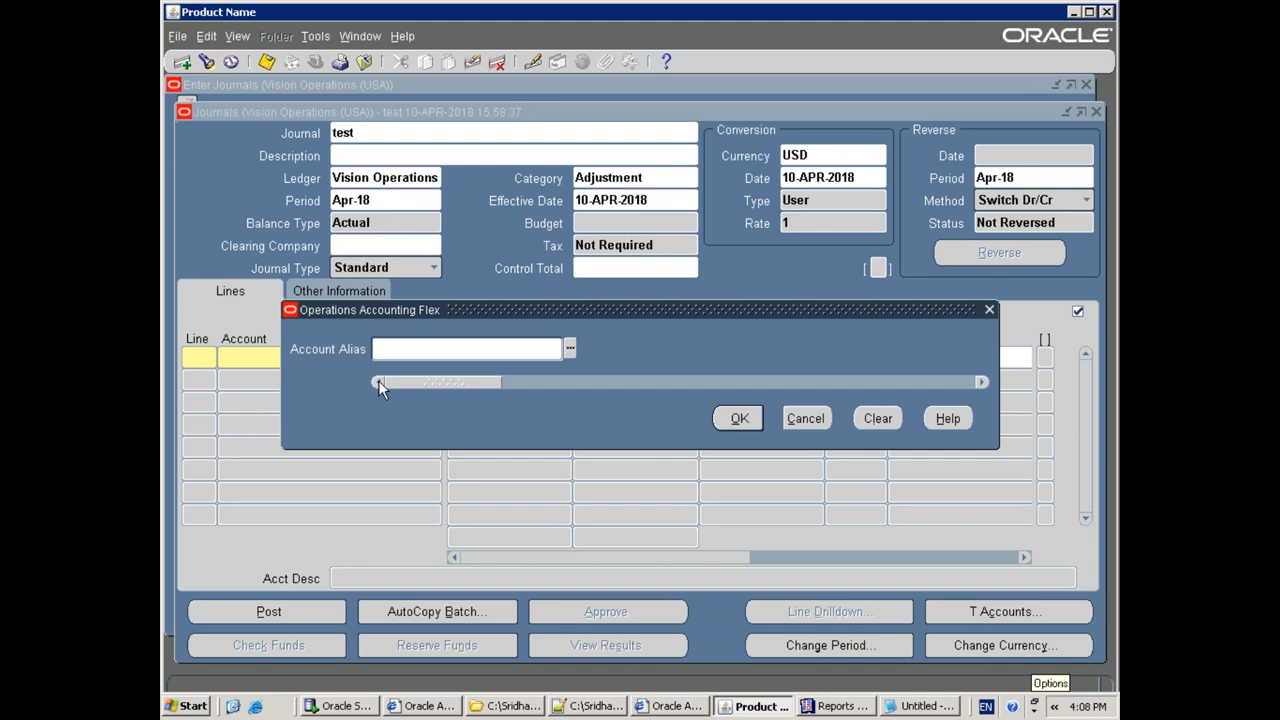 Product Name
File Edit View Folder Tools Window Help
ORACLE
Enter Journals (Vision Operations (USA))
Journals (Vision Operations (USA)) - test 10-APR-2018 15:58:37
Journal test
Conversion
Reverse
Description
Currency USD
Date
Ledger Vision Operations
Category Adjustment
Date 10-APR-2018
Period Apr-18
Period Apr-18
Effective Date 10-APR-2018
Type User
Method Switch Dr/Cr
Balance Type Actual
Budget
Rate 1
Status Not Reversed
Clearing Company
Tax Not Required
Reverse
Journal Type Standard
Control Total
[ ]
Lines
Other Information
Operations Accounting Flex
Line Account
[ ]
Account Alias
OK Cancel Clear Help
Acct Desc
Post AutoCopy Batch... Approve Line Drilldown... T Accounts...
Check Funds Reserve Funds View Results Change Period... Change Currency...
Options
Start Oracle S... Oracle A... C:\Sridha... C:\Sridha... Oracle A... Product ... Reports ... Untitled -... EN 4:08 PM